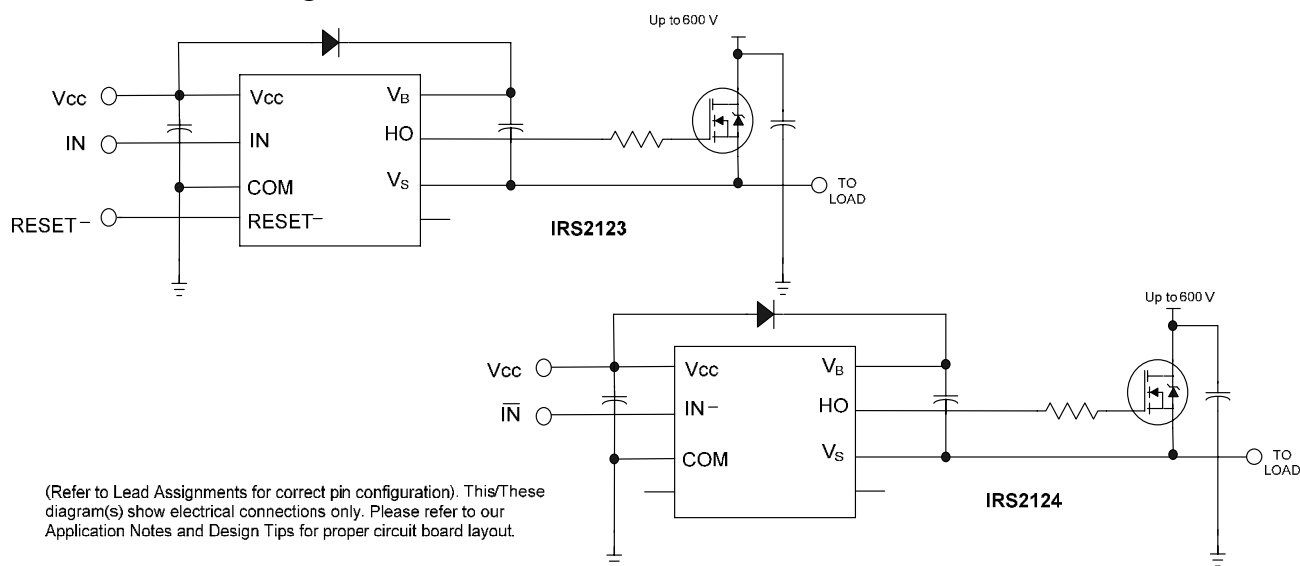 Up to 600 V
Vcc
Vcc
VB
IN
IN
HO
COM
VS
TO
LOAD
RESET–
RESET–
IRS2123
Up to 600 V
Vcc
Vcc
VB
I̅N̅
IN–
HO
COM
VS
TO
LOAD
IRS2124
(Refer to Lead Assignments for correct pin configuration). This/These
diagram(s) show electrical connections only. Please refer to our
Application Notes and Design Tips for proper circuit board layout.